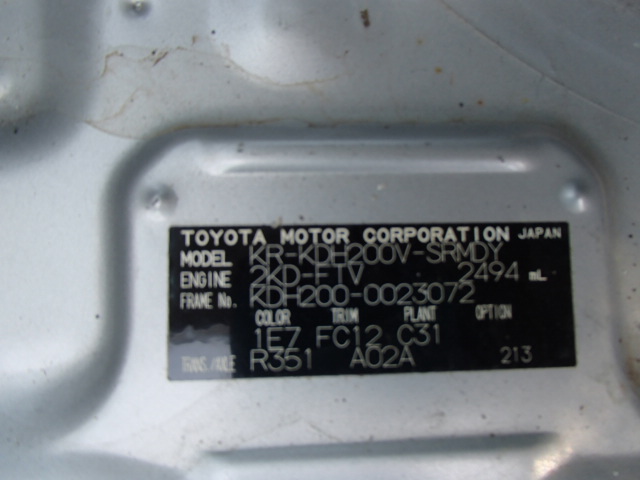 TOYOTA MOTOR CORPORATION JAPAN
MODEL KR-KDH200V-SRMDY
ENGINE 2KD-FTV 2494 mL
FRAME No. KDH200-0023072
COLOR TRIM PLANT OPTION
1E7 FC12 C31
TRANS./AXLE R351 A02A 213